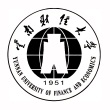 云南财经大学
1951
YUNNAN UNIVERSITY OF FINANCE AND ECONOMICS